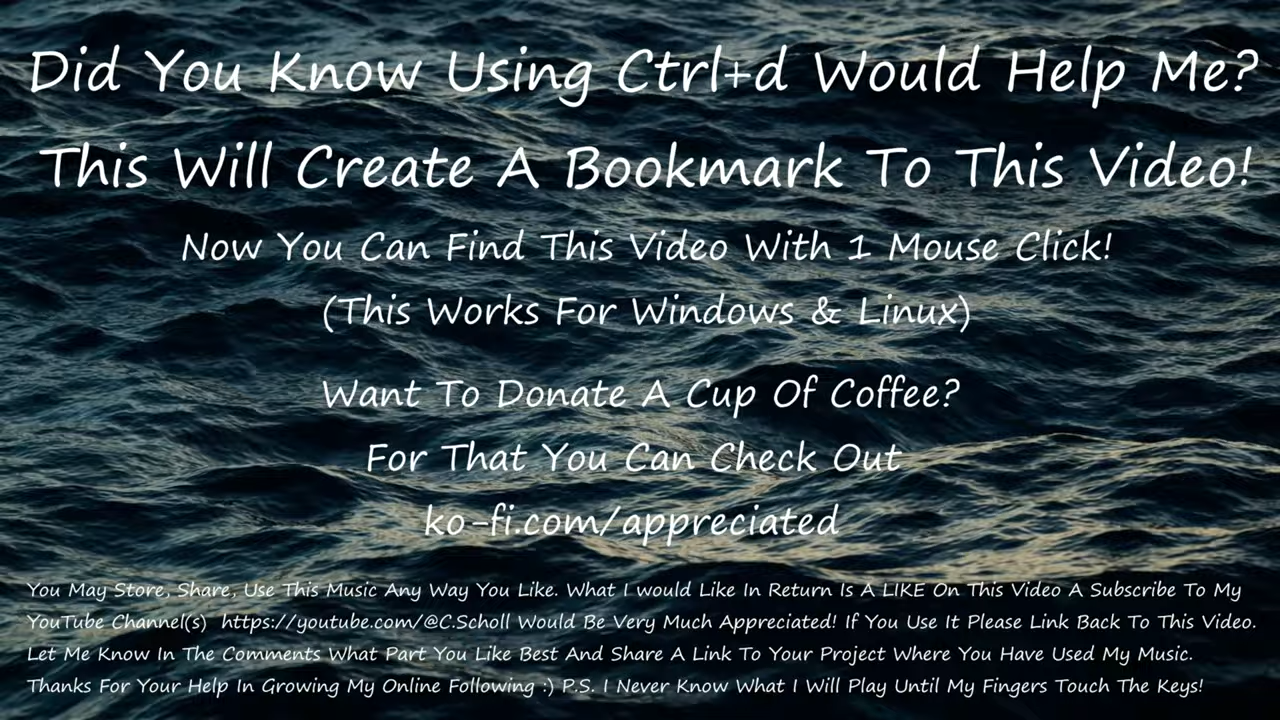 Did You Know Using Ctrl+d Would Help Me?
This Will Create A Bookmark To This Video!
Now You Can Find This Video With 1 Mouse Click!
(This Works For Windows & Linux)
Want To Donate A Cup Of Coffee?
For That You Can Check Out
ko-fi.com/appreciated
You May Store, Share, Use This Music Any Way You Like. What I would Like In Return Is A LIKE On This Video A Subscribe To My
YouTube Channel(s) https://youtube.com/@C.Scholl Would Be Very Much Appreciated! If You Use It Please Link Back To This Video.
Let Me Know In The Comments What Part You Like Best And Share A Link To Your Project Where You Have Used My Music.
Thanks For Your Help In Growing My Online Following :) P.S. I Never Know What I Will Play Until My Fingers Touch The Keys!